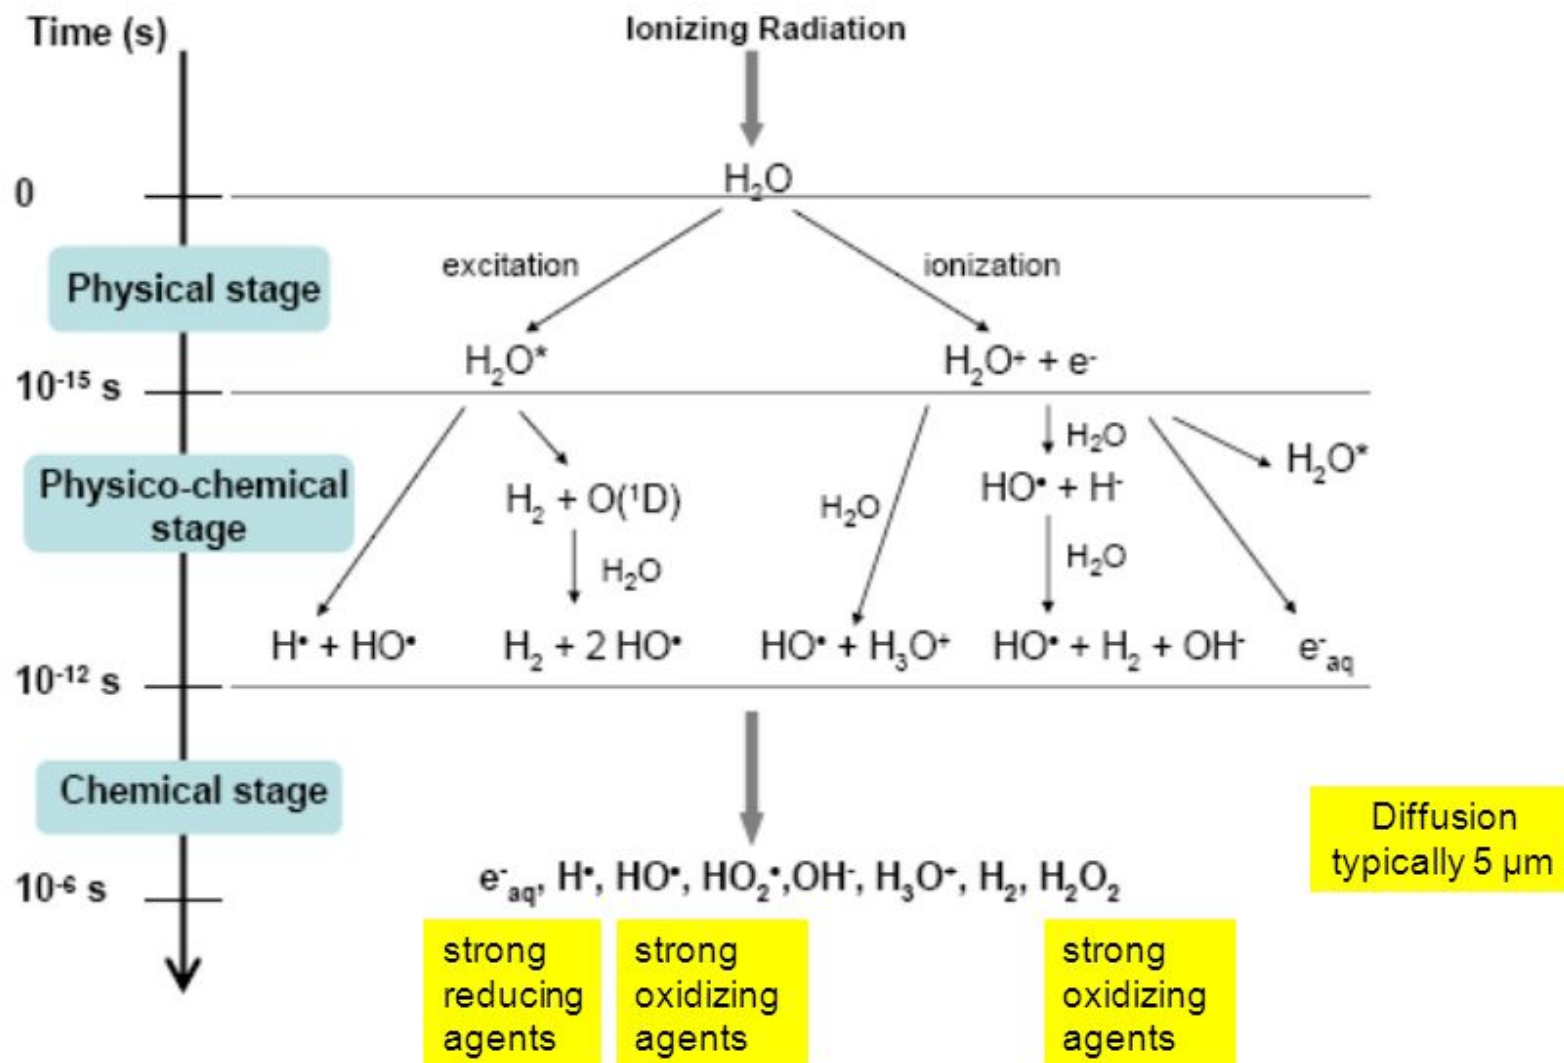 Time (s)
Ionizing Radiation
H₂O
0
excitation
ionization
Physical stage
H₂O*
H₂O⁺ + e⁻
10⁻¹⁵ s
H₂O
H₂O*
Physico-chemical
stage
H₂ + O(¹D)
H₂O
HO• + H⁻
H₂O
H₂O
H• + HO•
H₂ + 2 HO•
HO• + H₃O⁺
HO• + H₂ + OH⁻
e⁻aq
10⁻¹² s
Chemical stage
Diffusion
typically 5 µm
10⁻⁶ s
e⁻aq, H•, HO•, HO₂•,OH⁻, H₃O⁺, H₂, H₂O₂
strong
reducing
agents
strong
oxidizing
agents
strong
oxidizing
agents